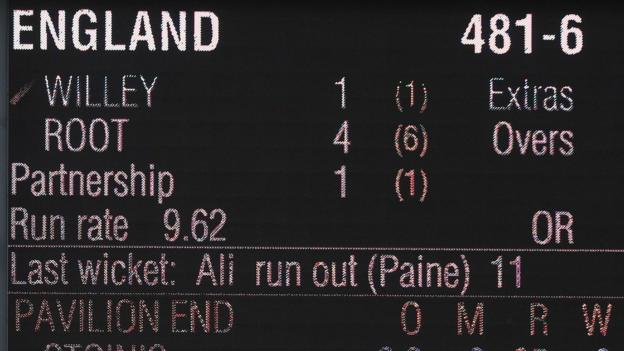 ENGLAND 481-6
WILLEY 1 (1) Extras
ROOT 4 (6) Overs
Partnership 1 (1)
Run rate 9.62 OR
Last wicket: Ali run out (Paine) 11
PAVILION END O M R W